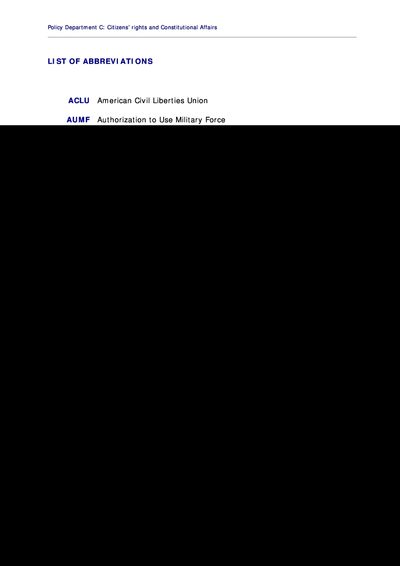 Policy Department C: Citizens' rights and Constitutional Affairs
LIST OF ABBREVIATIONS
ACLU American Civil Liberties Union
AUMF Authorization to Use Military Force